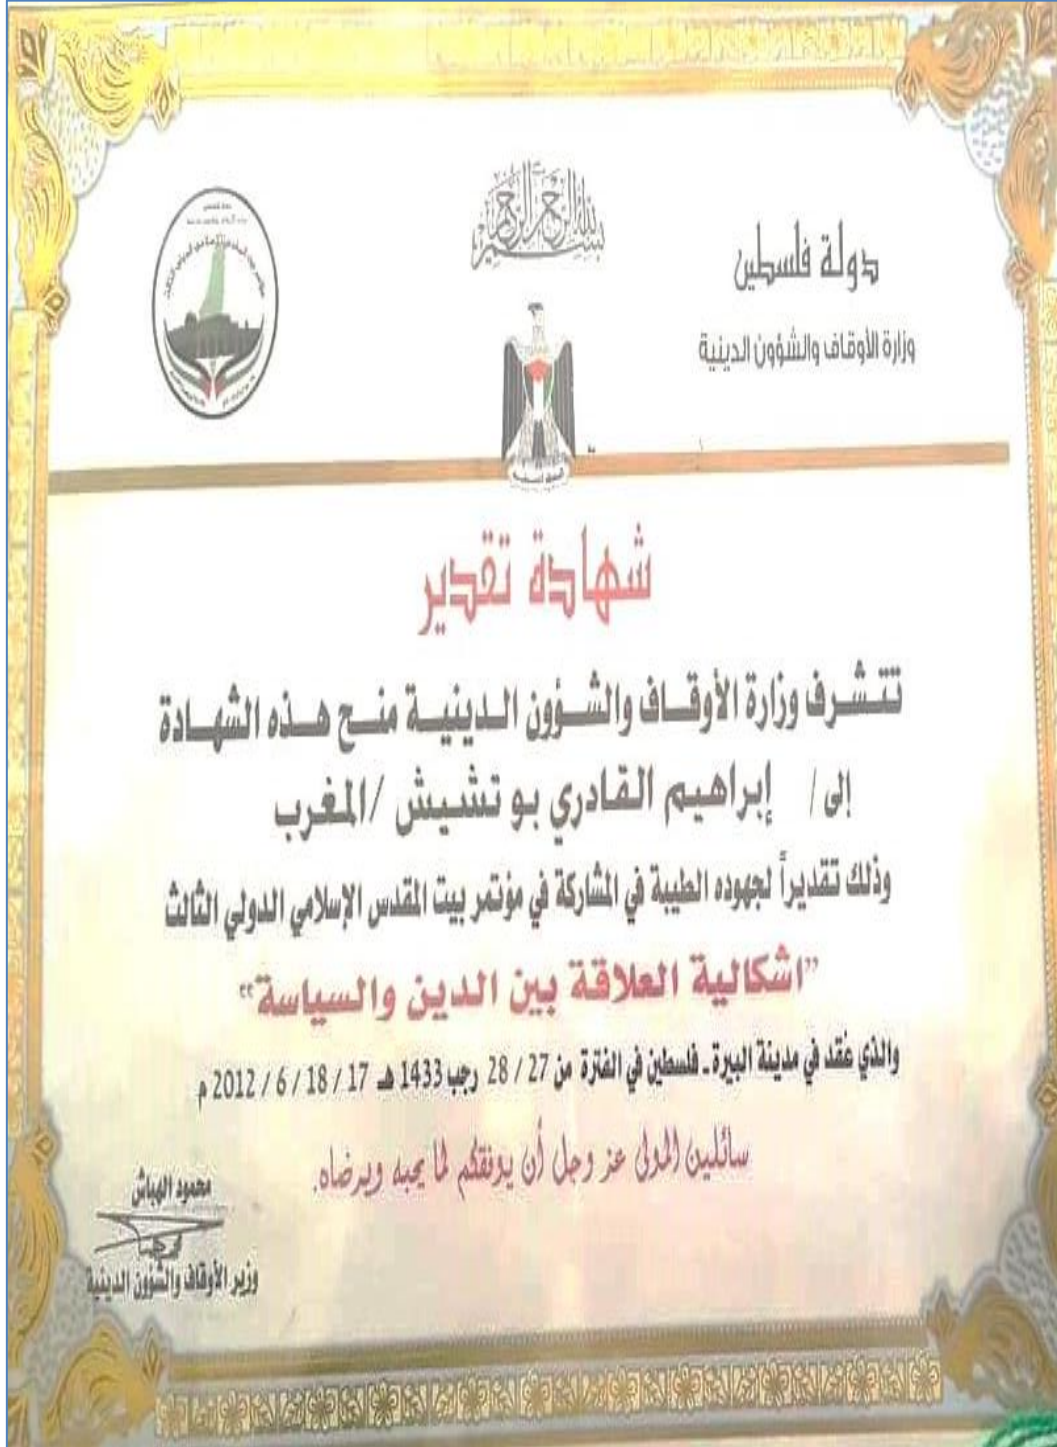 بسم الله الرحمن الرحيم
دولة فلسطين
وزارة الأوقاف والشؤون الدينية
شهادة تقدير
تتشرف وزارة الأوقاف والشؤون الدينية منح هذه الشهادة
إلى / إبراهيم القادري بو تشيش /المغرب
وذلك تقديراً لجهوده الطيبة في المشاركة في مؤتمر بيت المقدس الإسلامي الدولي الثالث
"اشكالية العلاقة بين الدين والسياسة"
والذي عُقد في مدينة البيرة ـ فلسطين في الفترة من 27 / 28 رجب 1433 هـ 17 / 18 / 6 / 2012 م
سائلين المولى عز وجل أن يوفقكم لما يحبه ويرضاه.
محمود الهباش
وزير الأوقاف والشؤون الدينية